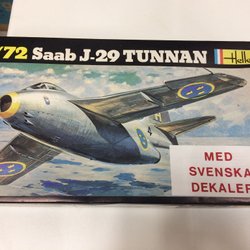 /72 Saab J-29 TUNNAN
Helle
MED
SVENSKA
DEKALER